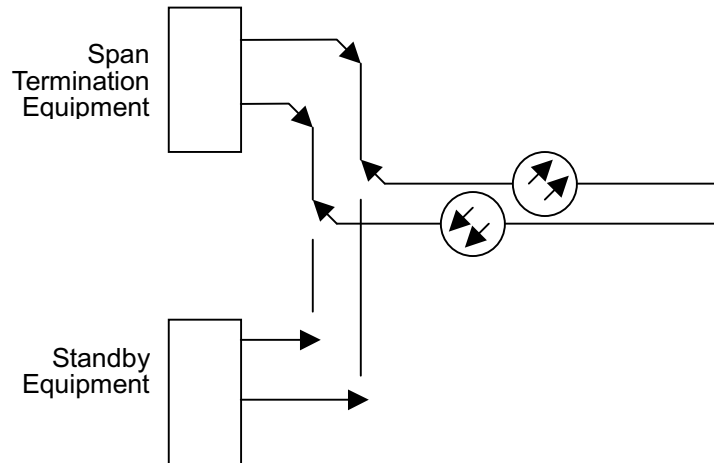 Span
Termination
Equipment
Standby
Equipment